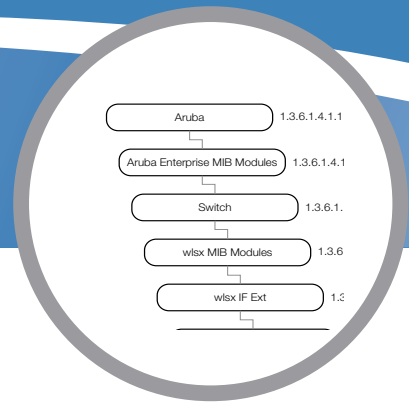 Aruba 1.3.6.1.4.1.1
Aruba Enterprise MIB Modules 1.3.6.1.4.1
Switch 1.3.6.1.
wlsx MIB Modules 1.3.6
wlsx IF Ext 1.3